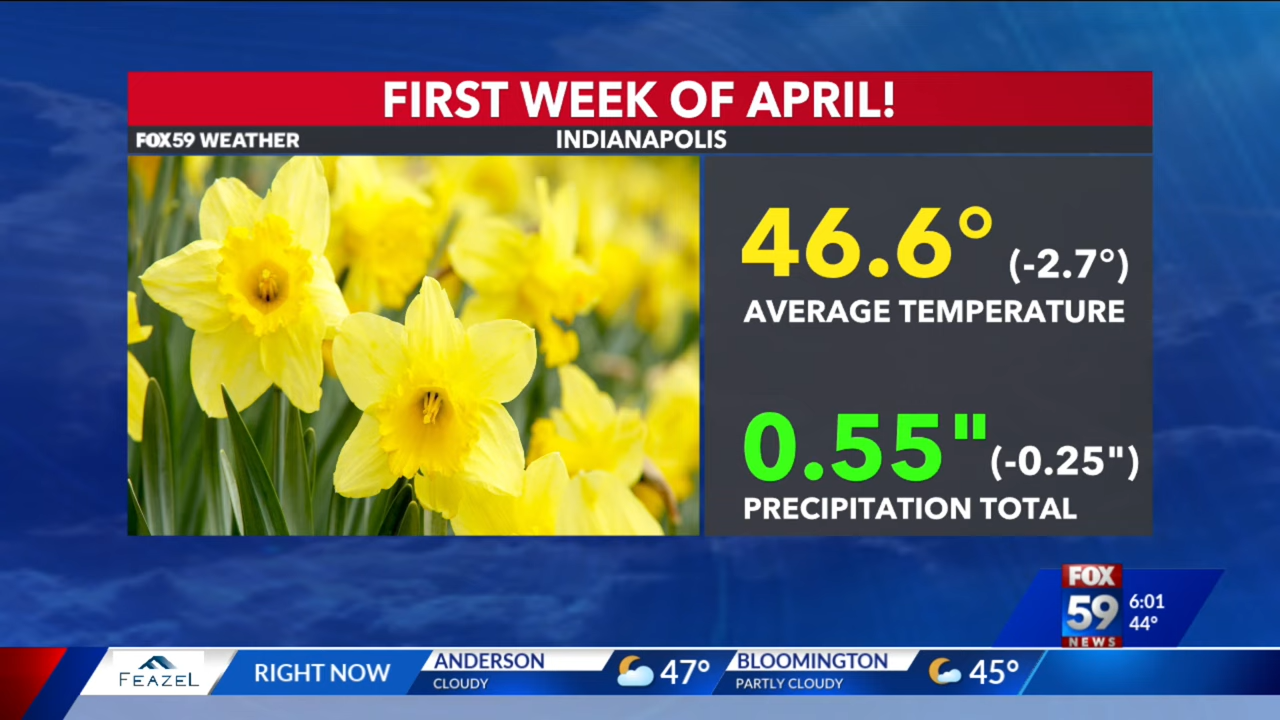 FIRST WEEK OF APRIL!
FOX59 WEATHER
INDIANAPOLIS
46.6° (-2.7°)
AVERAGE TEMPERATURE
0.55" (-0.25")
PRECIPITATION TOTAL
FOX
59
NEWS
6:01
44°
FEAZEL
RIGHT NOW
ANDERSON
CLOUDY
47°
BLOOMINGTON
PARTLY CLOUDY
45°